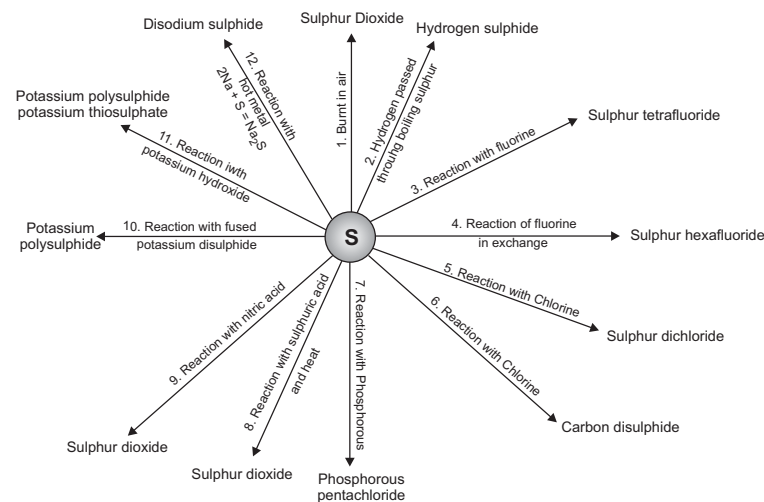 Disodium sulphide
Sulphur Dioxide
Hydrogen sulphide
12. Reaction with
hot metal
2Na + S = Na₂S
1. Burnt in air
2. Hydrogen passed
throuhg boiling sulphur
Potassium polysulphide
potassium thiosulphate
11. Reaction iwth
potassium hydroxide
3. Reaction with fluorine
Sulphur tetrafluoride
Potassium
polysulphide
10. Reaction with fused
potassium disulphide
S
4. Reaction of fluorine
in exchange
Sulphur hexafluoride
5. Reaction with Chlorine
Sulphur dichloride
6. Reaction with Chlorine
Carbon disulphide
7. Reaction with Phosphorous
Phosphorous
pentachloride
8. Reaction with sulphuric acid
and heat
Sulphur dioxide
9. Reaction with nitric acid
Sulphur dioxide